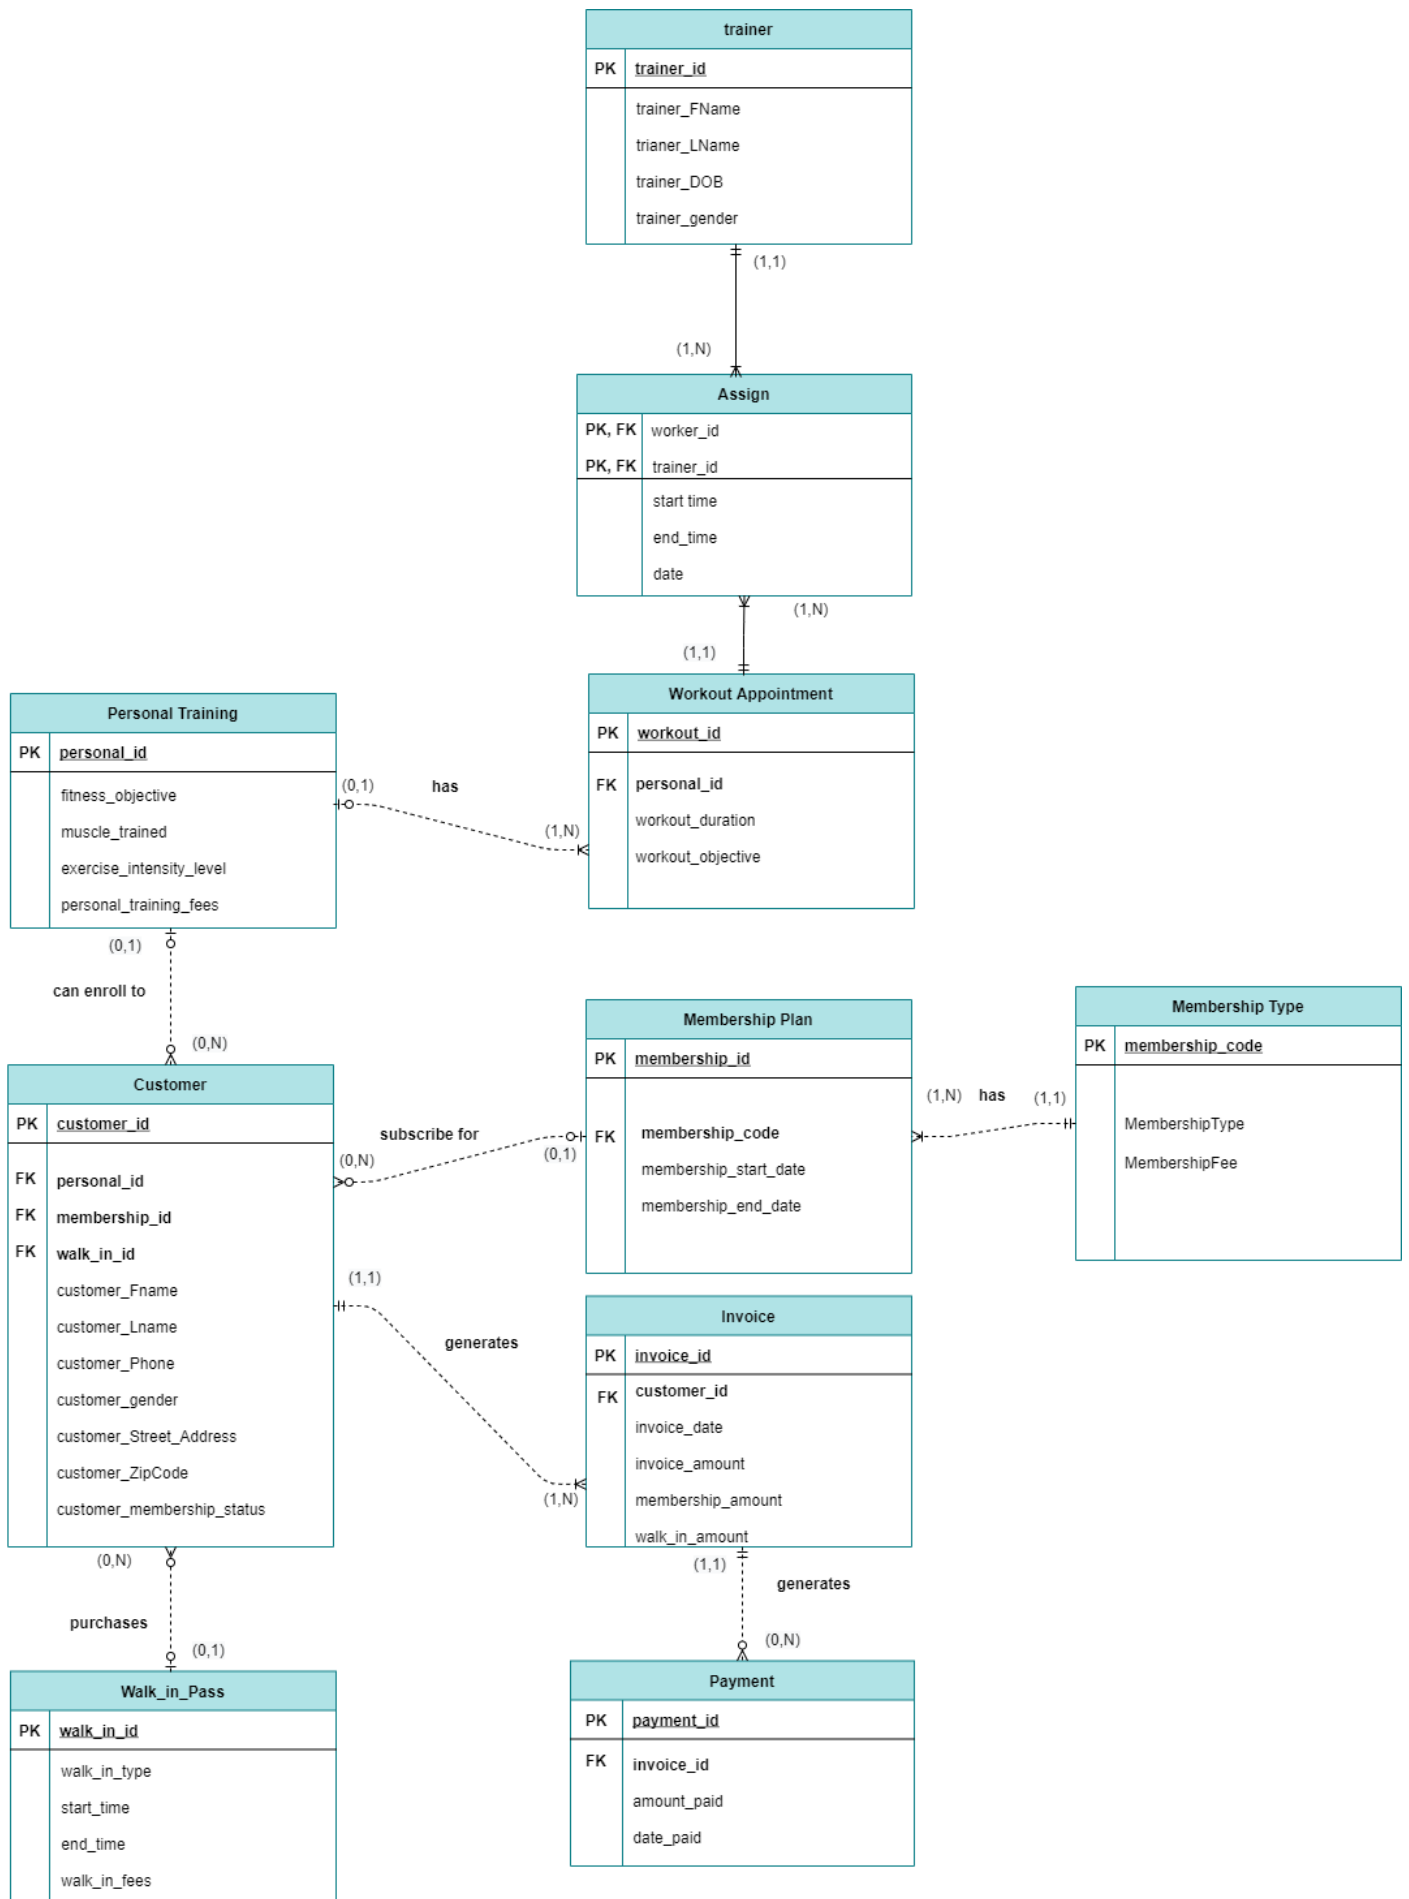 trainer
PK trainer_id
trainer_FName
trianer_LName
trainer_DOB
trainer_gender
(1,1)
(1,N)
Assign
PK, FK worker_id
PK, FK trainer_id
start time
end_time
date
(1,N)
(1,1)
Workout Appointment
PK workout_id
FK personal_id
workout_duration
workout_objective
Personal Training
PK personal_id
fitness_objective
muscle_trained
exercise_intensity_level
personal_training_fees
(0,1)
has
(1,N)
(0,1)
can enroll to
(0,N)
Customer
PK customer_id
FK personal_id
FK membership_id
FK walk_in_id
customer_Fname
customer_Lname
customer_Phone
customer_gender
customer_Street_Address
customer_ZipCode
customer_membership_status
subscribe for
(0,N)
(0,1)
Membership Plan
PK membership_id
FK membership_code
membership_start_date
membership_end_date
(1,N) has (1,1)
Membership Type
PK membership_code
MembershipType
MembershipFee
(1,1)
generates
(1,N)
Invoice
PK invoice_id
FK customer_id
invoice_date
invoice_amount
membership_amount
walk_in_amount
(1,1)
generates
(0,N)
Payment
PK payment_id
FK invoice_id
amount_paid
date_paid
(0,N)
purchases
(0,1)
Walk_in_Pass
PK walk_in_id
walk_in_type
start_time
end_time
walk_in_fees